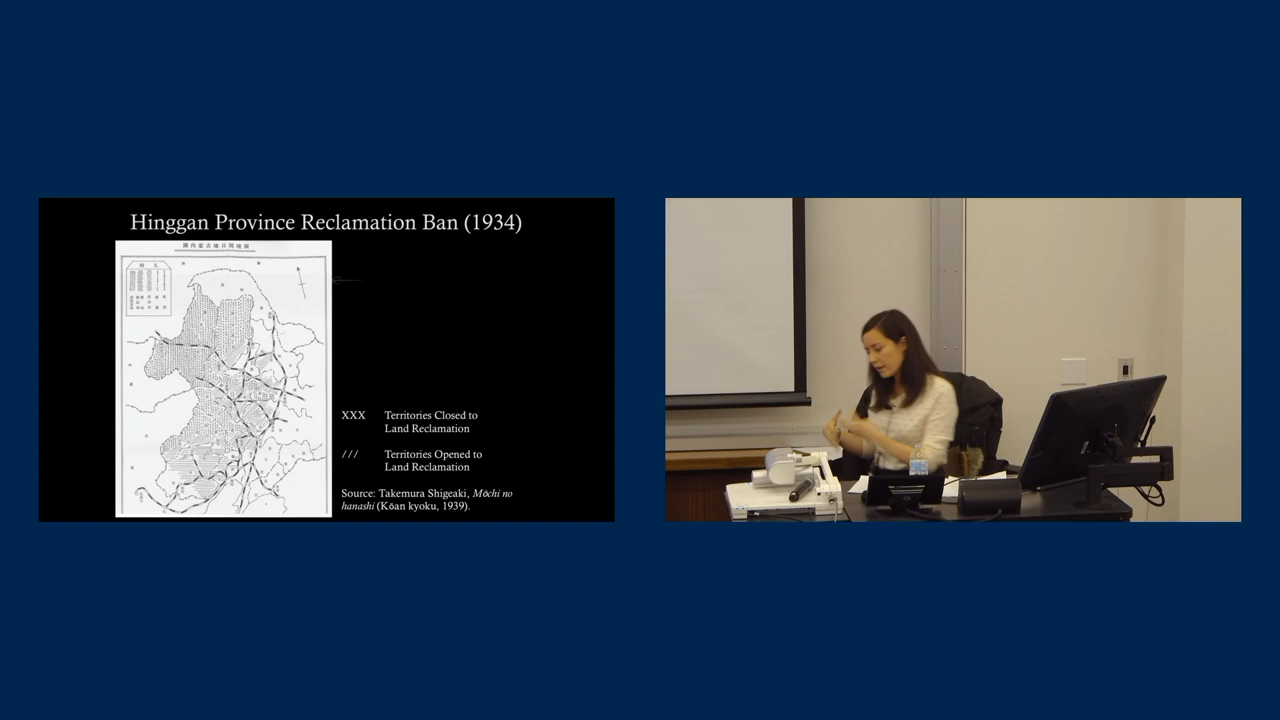 Hinggan Province Reclamation Ban (1934)
XXX Territories Closed to
Land Reclamation
/// Territories Opened to
Land Reclamation
Source: Takemura Shigeaki, Mōchi no
hanashi (Kōan kyoku, 1939).